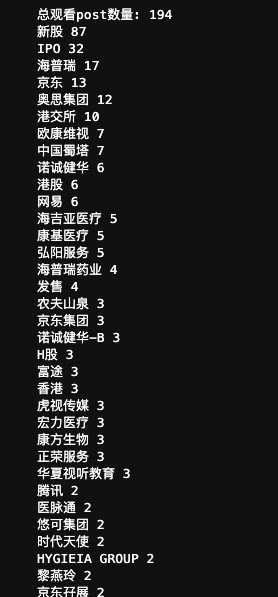 总观看post数量: 194
新股 87
IPO 32
海普瑞 17
京东 13
奥思集团 12
港交所 10
欧康维视 7
中国蜀塔 7
诺诚健华 6
港股 6
网易 6
海吉亚医疗 5
康基医疗 5
弘阳服务 5
海普瑞药业 4
发售 4
农夫山泉 3
京东集团 3
诺诚健华-B 3
H股 3
富途 3
香港 3
虎视传媒 3
宏力医疗 3
康方生物 3
正荣服务 3
华夏视听教育 3
腾讯 2
医脉通 2
悠可集团 2
时代天使 2
HYGIEIA GROUP 2
黎燕玲 2
京东孖展 2